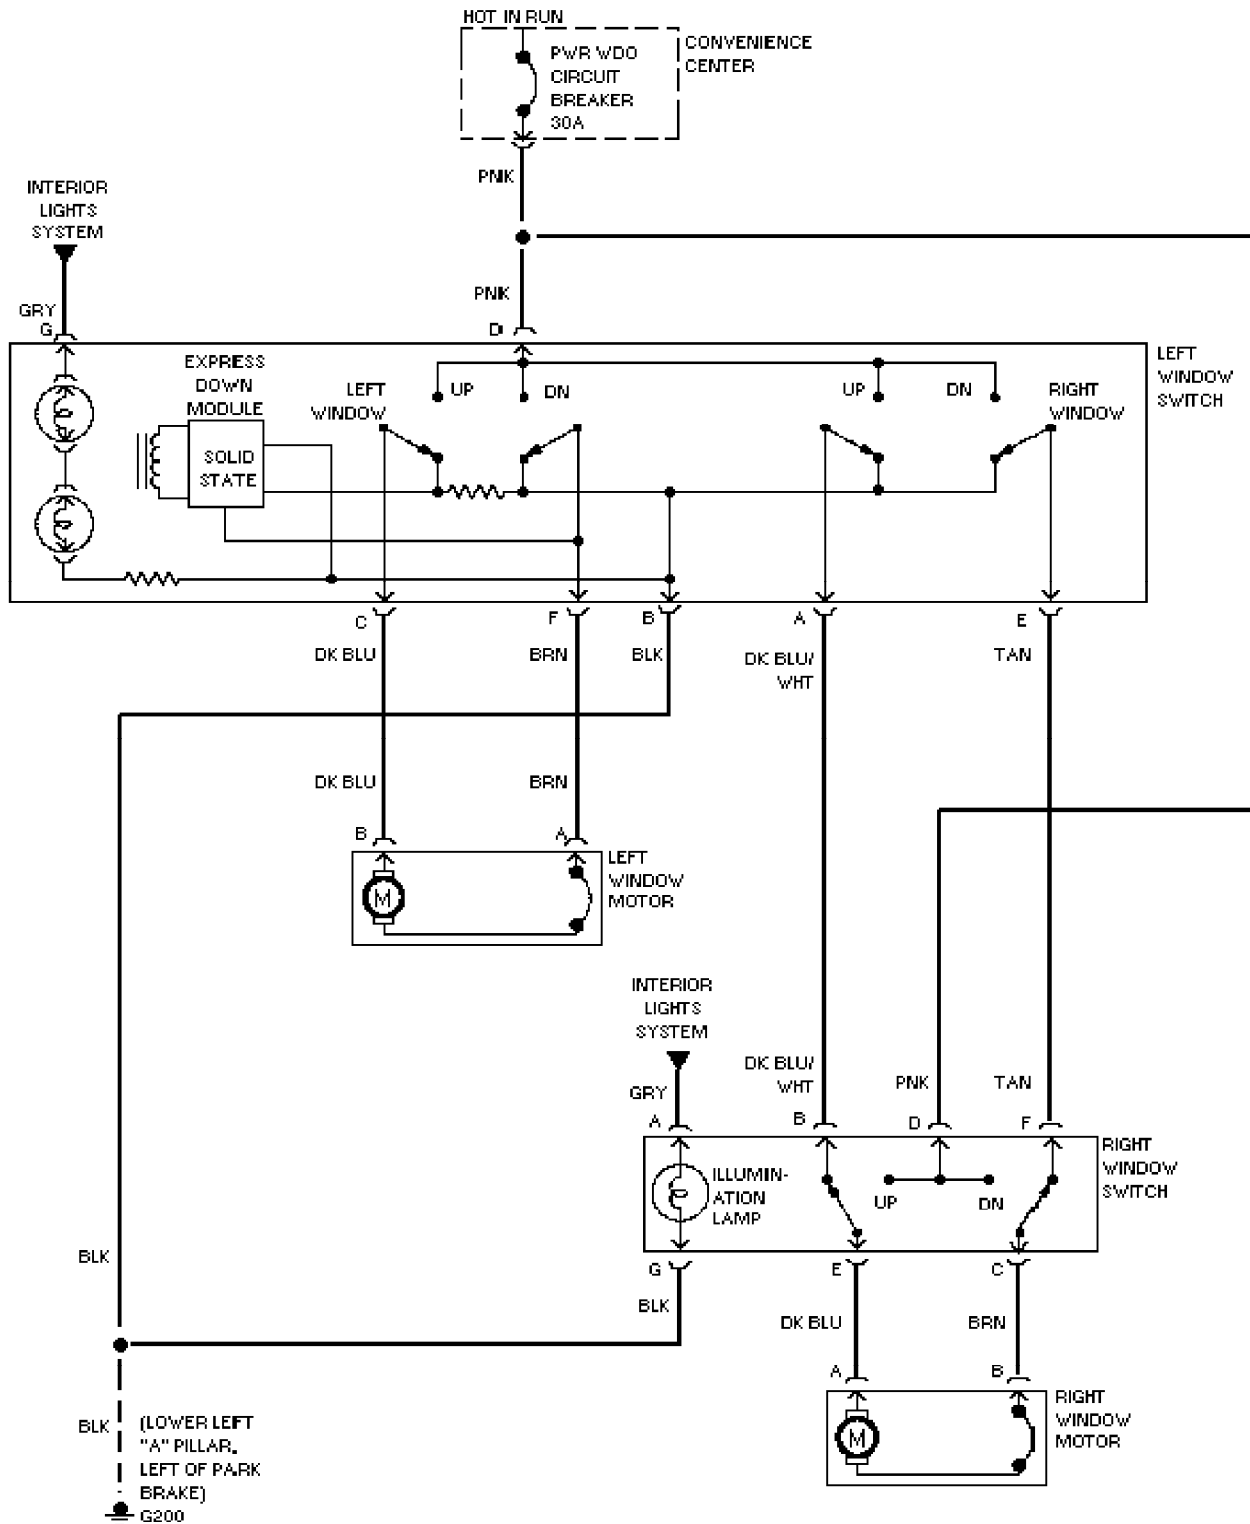 HOT IN RUN
PWR WDO
CIRCUIT
BREAKER
30A
CONVENIENCE
CENTER
PNK
INTERIOR
LIGHTS
SYSTEM
GRY
G
PNK
D
EXPRESS
DOWN
MODULE
SOLID
STATE
LEFT
WINDOW
UP
DN
UP
DN
RIGHT
WINDOW
LEFT
WINDOW
SWITCH
C
F
B
A
E
DK BLU
BRN
BLK
DK BLU/
WHT
TAN
DK BLU
BRN
B
A
M
LEFT
WINDOW
MOTOR
INTERIOR
LIGHTS
SYSTEM
GRY
DK BLU/
WHT
PNK
TAN
A
B
D
F
ILLUMIN-
ATION
LAMP
UP
DN
RIGHT
WINDOW
SWITCH
G
E
C
BLK
BLK
DK BLU
BRN
A
B
M
RIGHT
WINDOW
MOTOR
BLK
(LOWER LEFT
"A" PILLAR,
LEFT OF PARK
BRAKE)
G200